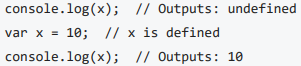 console.log(x);  // Outputs: undefined
var x = 10;  // x is defined
console.log(x);  // Outputs: 10